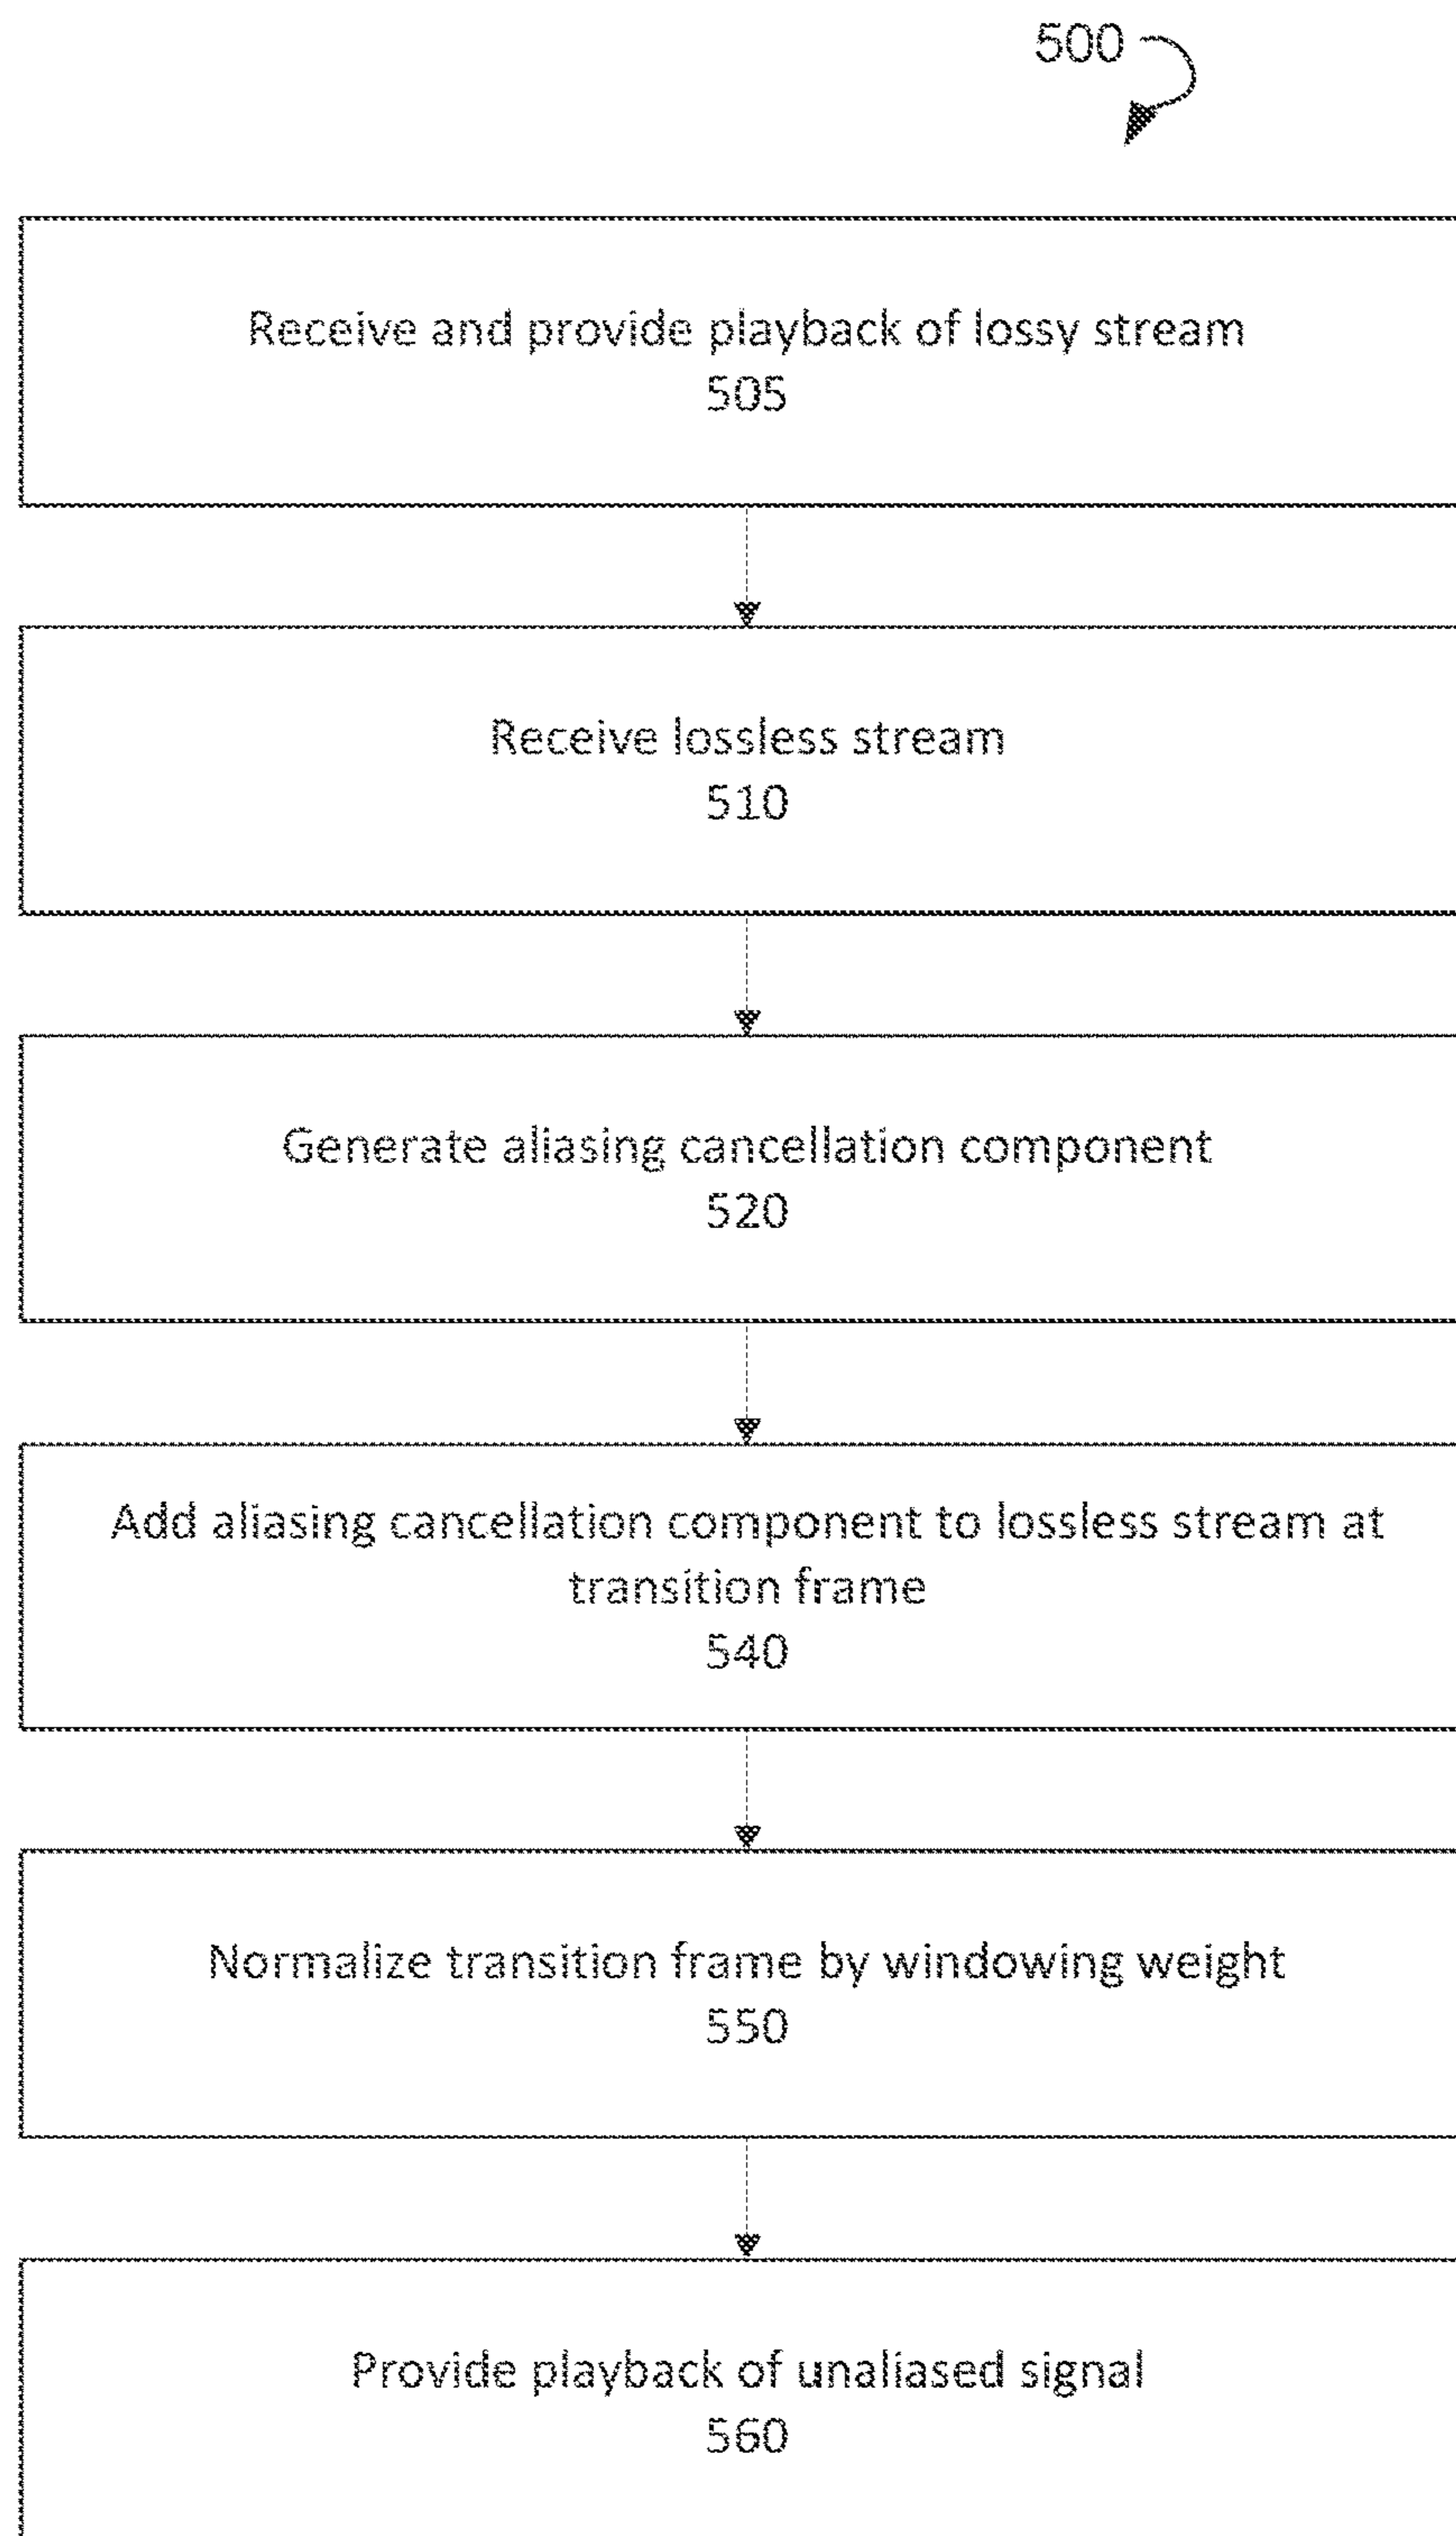 500
Receive and provide playback of lossy stream
505
Receive lossless stream
510
Generate aliasing cancellation component
520
Add aliasing cancellation component to lossless stream at
transition frame
540
Normalize transition frame by windowing weight
550
Provide playback of unaliased signal
560